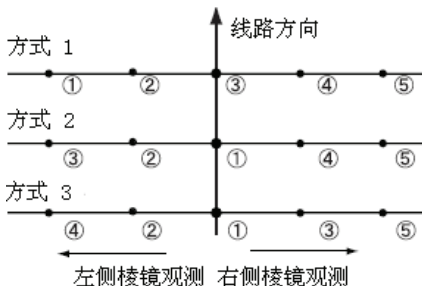 线路方向
方式 1
① ② ③ ④ ⑤
方式 2
③ ② ① ④ ⑤
方式 3
④ ② ① ③ ⑤
左侧棱镜观测 右侧棱镜观测